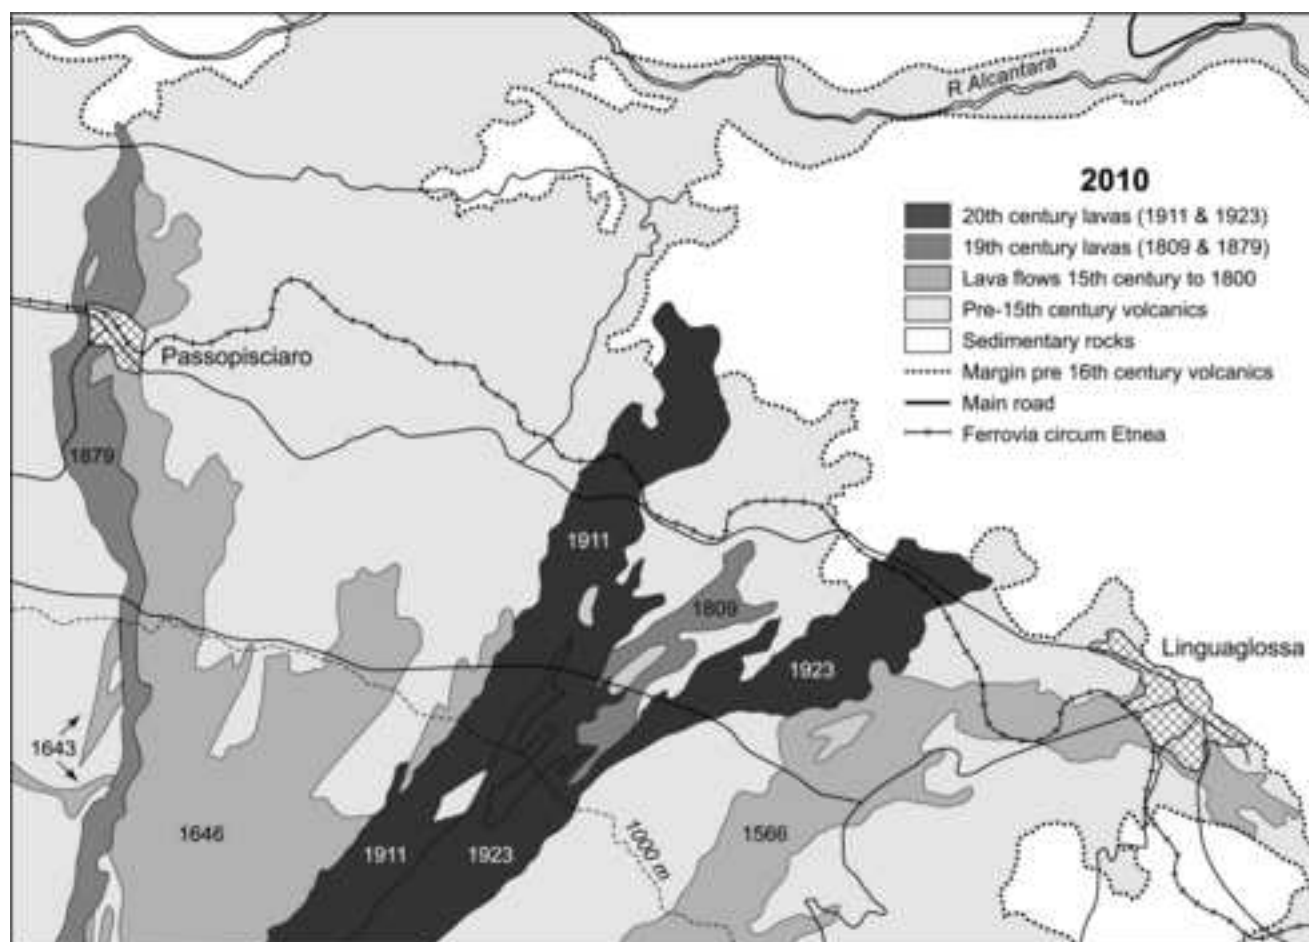 R Alcantara
2010
20th century lavas (1911 & 1923)
19th century lavas (1809 & 1879)
Lava flows 15th century to 1800
Pre-15th century volcanics
Sedimentary rocks
Margin pre 16th century volcanics
Main road
Ferrovia circum Etnea
Passopisciaro
1879
1911
1809
Linguaglossa
1923
1643
1646
1911
1923
1000 m
1566